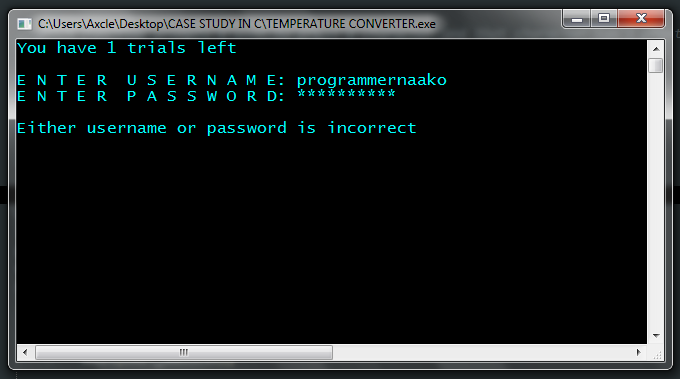 C:\Users\Axcle\Desktop\CASE STUDY IN C\TEMPERATURE CONVERTER.exe
You have 1 trials left
E N T E R  U S E R N A M E: programmernaako
E N T E R  P A S S W O R D: **********
Either username or password is incorrect